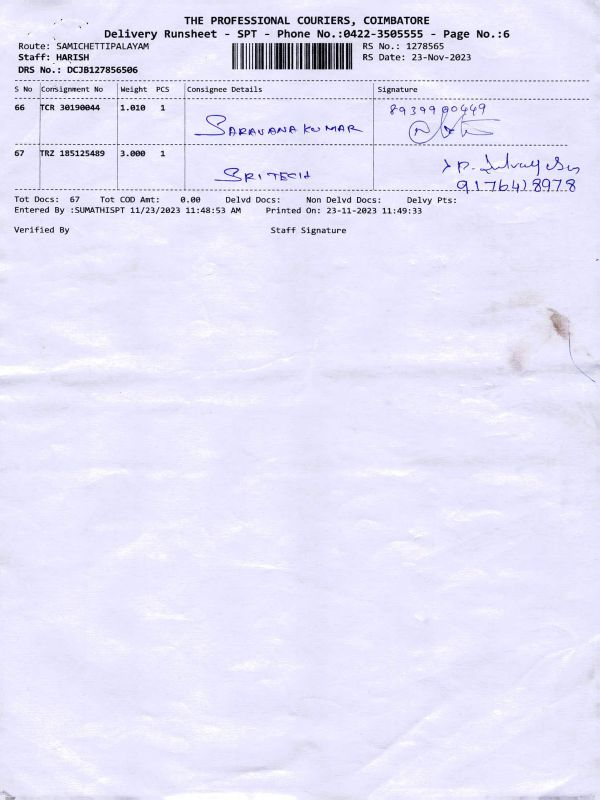 THE PROFESSIONAL COURIERS, COIMBATORE
Delivery Runsheet - SPT - Phone No.:0422-3505555 - Page No.:6
Route: SAMICHETTIPALAYAM
Staff: HARISH
DRS No.: DCJB127856506
RS No.: 1278565
RS Date: 23-Nov-2023
S No Consignment No Weight PCS Consignee Details Signature
66 TCR 30190044 1.010 1 SARAVANAKUMAR 8939900449
67 TRZ 185125489 3.000 1 SRITECH
9176428978
Tot Docs: 67 Tot COD Amt: 0.00 Delvd Docs: Non Delvd Docs: Delvy Pts:
Entered By :SUMATHISPT 11/23/2023 11:48:53 AM Printed On: 23-11-2023 11:49:33
Verified By Staff Signature